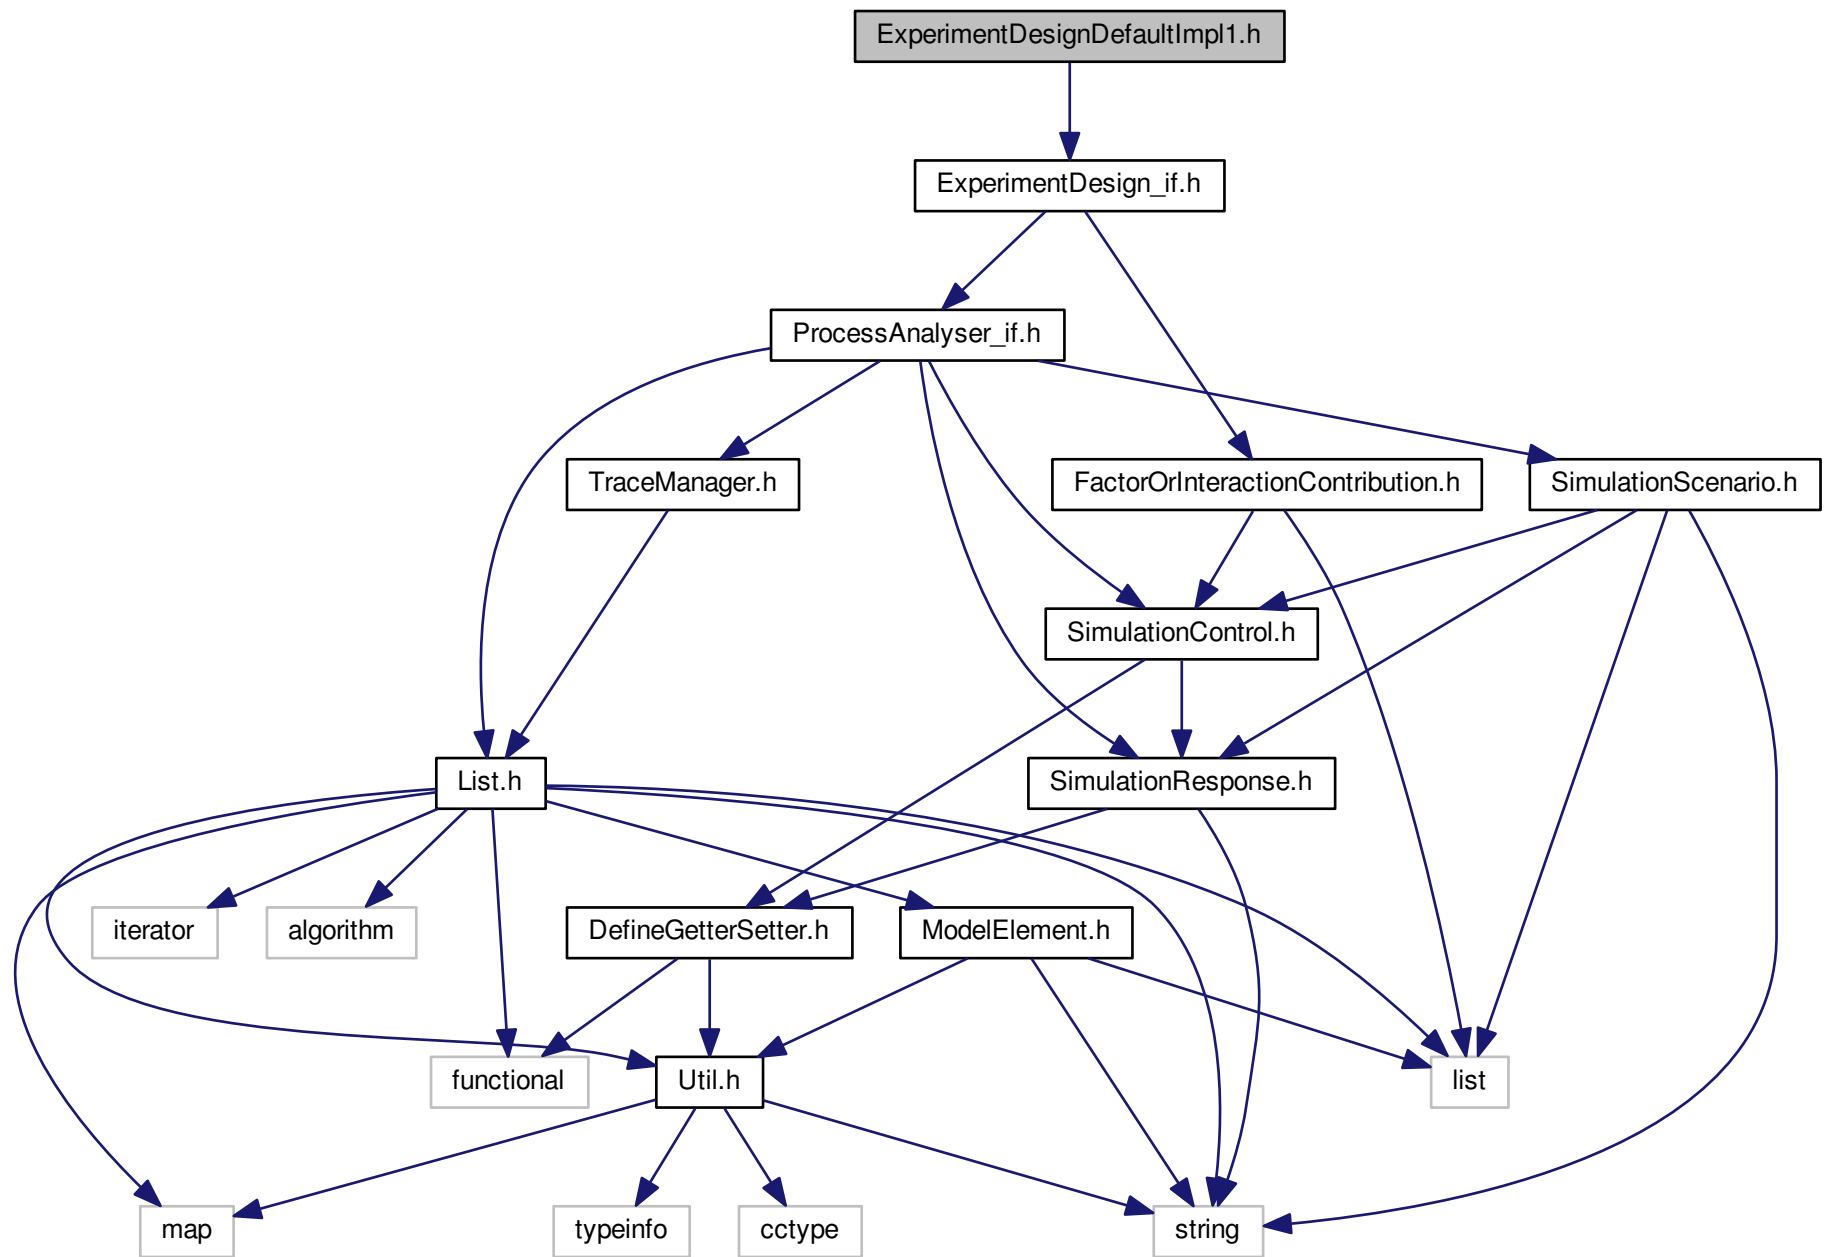 ExperimentDesignDefaultImpl1.h
ExperimentDesign_if.h
ProcessAnalyser_if.h
TraceManager.h
FactorOrInteractionContribution.h
SimulationScenario.h
SimulationControl.h
List.h
SimulationResponse.h
iterator
algorithm
DefineGetterSetter.h
ModelElement.h
functional
Util.h
list
map
typeinfo
cctype
string